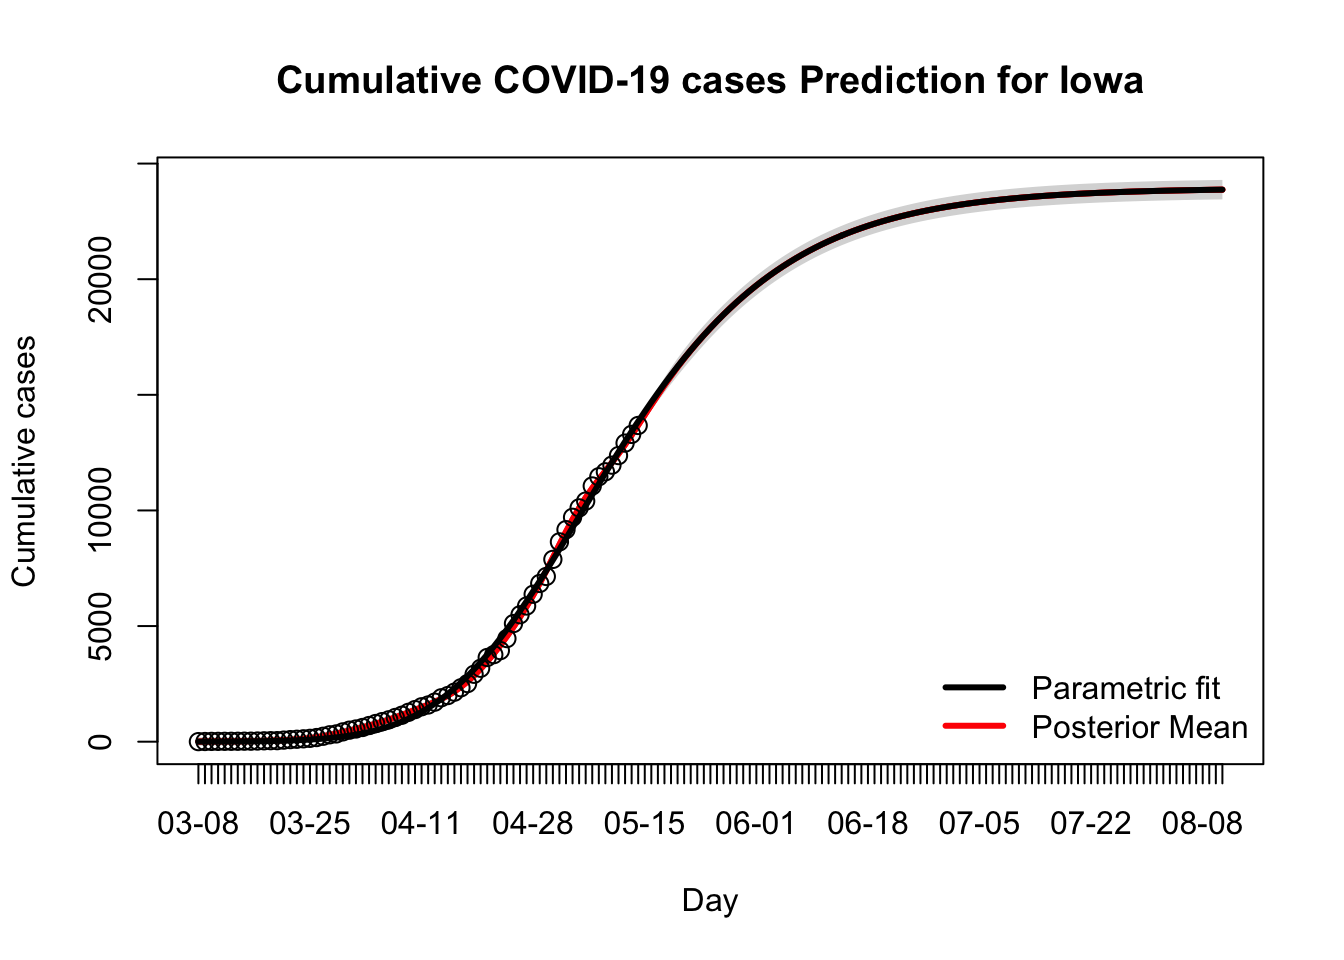 Cumulative COVID-19 cases Prediction for Iowa
Cumulative cases
20000
10000
5000
0
Parametric fit
Posterior Mean
03-08 03-25 04-11 04-28 05-15 06-01 06-18 07-05 07-22 08-08
Day